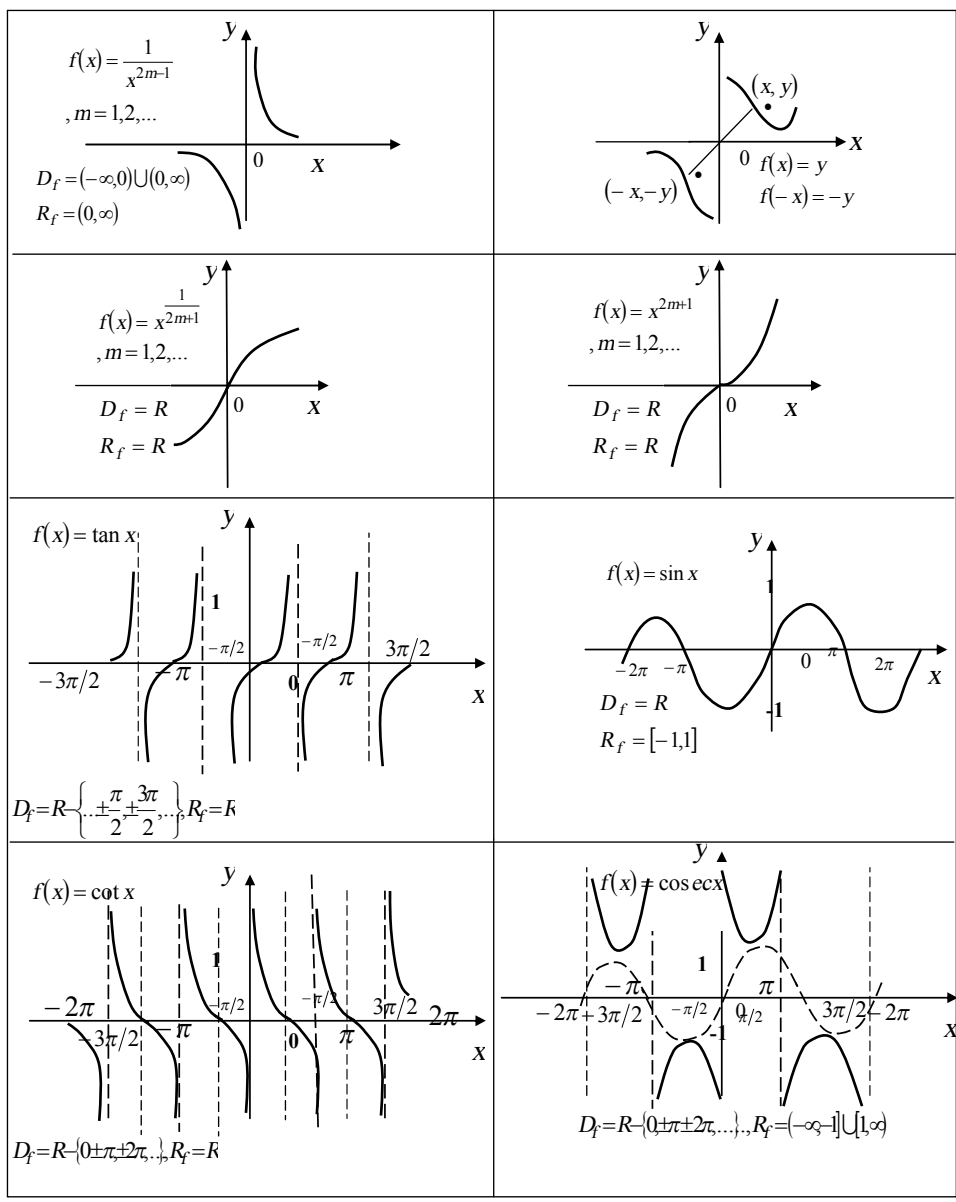 y
f(x) = 1/x^{2m–1}
, m = 1,2,...
0
x
D_f = (–∞,0)∪(0,∞)
R_f = (0,∞)
y
(x, y)
x
0
f(x) = y
(– x,–y)
f(–x) = –y
y
f(x) = x^{1/(2m+1)}
, m = 1,2,...
0
x
D_f = R
R_f = R
y
f(x) = x^{2m+1}
, m = 1,2,...
0
x
D_f = R
R_f = R
y
f(x) = tan x
1
–π/2
–π/2
3π/2
–3π/2
–π
0
π
x
D_f = R–{...±π/2,±3π/2,...}, R_f = R
y
f(x) = sin x
1
–2π
–π
0
π
2π
x
D_f = R
-1
R_f = [–1,1]
y
f(x) = cot x
1
–2π
–π/2
–π/2
3π/2
2π
–3π/2
–π
0
π
x
D_f = R–{0±π,±2π,..}, R_f = R
y
f(x) = cos ecx
1
–π
π
–2π
–3π/2
–π/2
0
π/2
3π/2
–2π
x
-1
D_f = R–{0,±π±2π,....}.., R_f = (–∞–1]∪[1,∞)